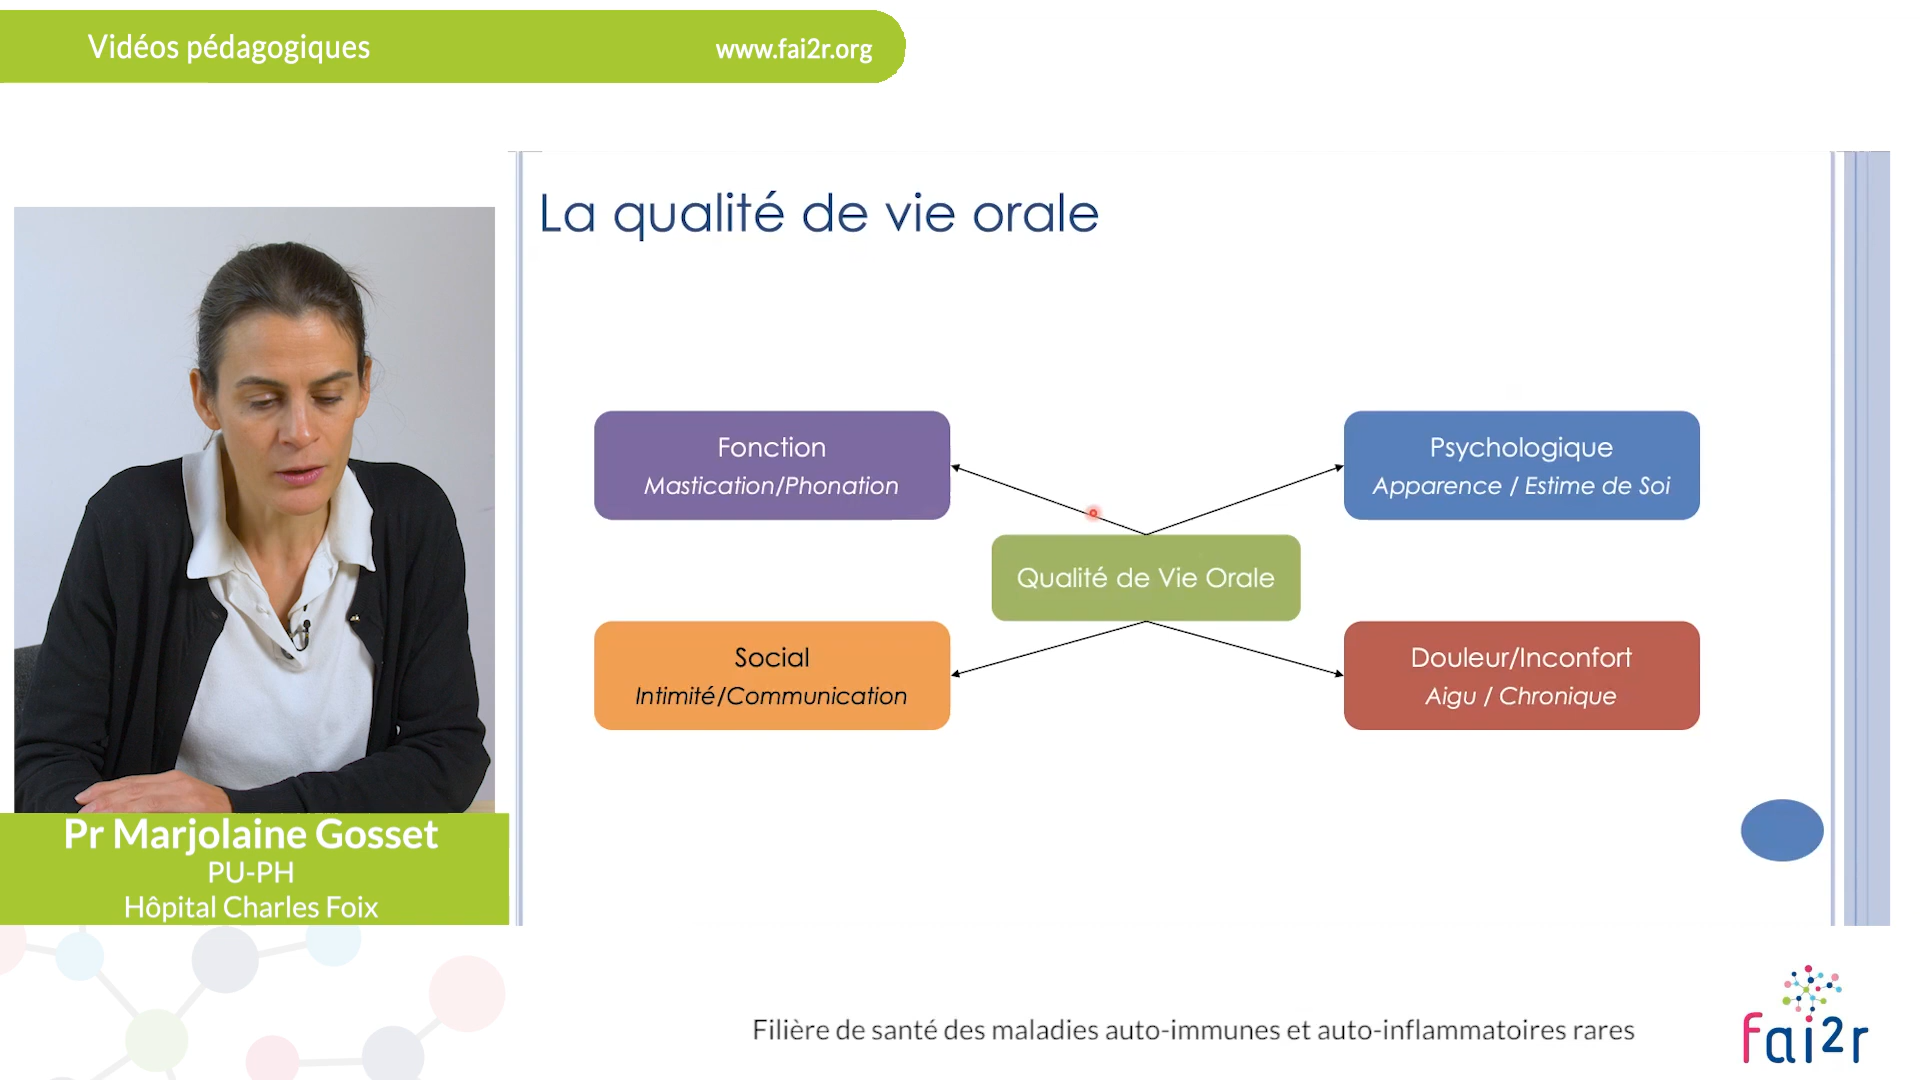 Vidéos pédagogiques
www.fai2r.org
La qualité de vie orale
Fonction
Mastication/Phonation
Psychologique
Apparence / Estime de Soi
Qualité de Vie Orale
Social
Intimité/Communication
Douleur/Inconfort
Aigu / Chronique
Pr Marjolaine Gosset
PU-PH
Hôpital Charles Foix
Filière de santé des maladies auto-immunes et auto-inflammatoires rares
fai2r